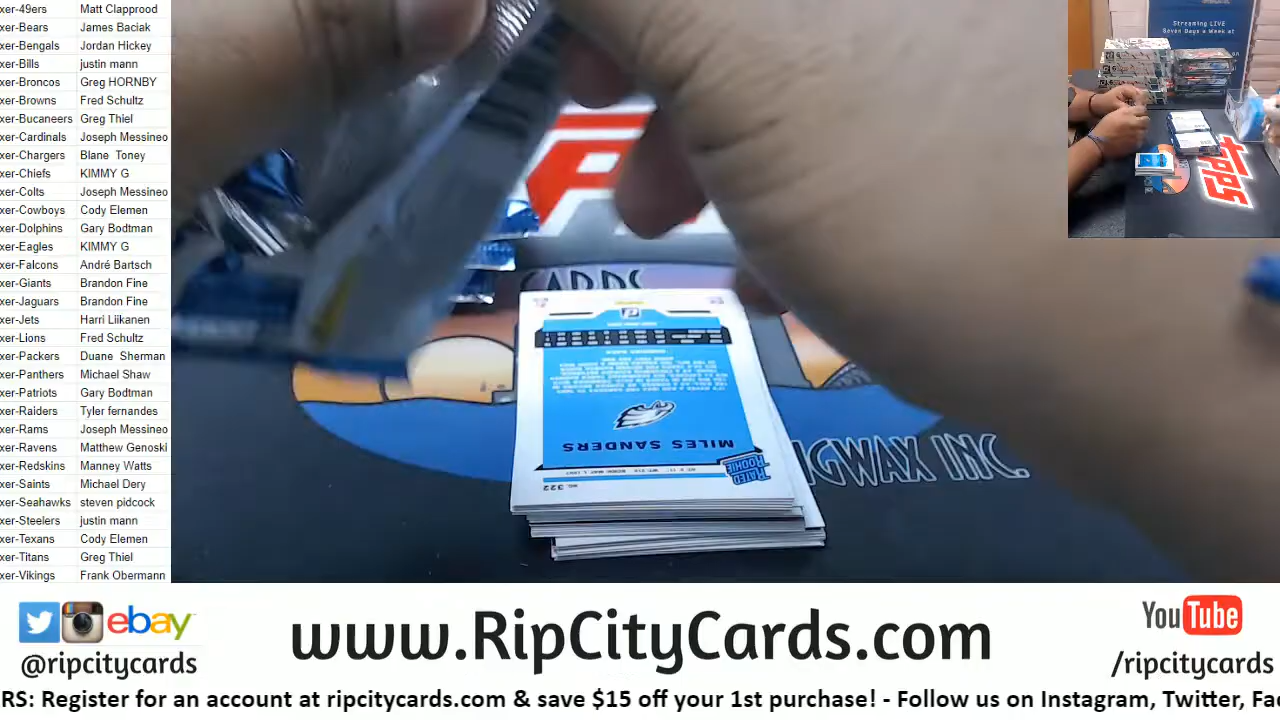 xer-49ers Matt Clapprood
xer-Bears James Baciak
xer-Bengals Jordan Hickey
xer-Bills justin mann
xer-Broncos Greg HORNBY
xer-Browns Fred Schultz
xer-Bucaneers Greg Thiel
xer-Cardinals Joseph Messineo
xer-Chargers Blane Toney
xer-Chiefs KIMMY G
xer-Colts Joseph Messineo
xer-Cowboys Cody Elemen
xer-Dolphins Gary Bodtman
xer-Eagles KIMMY G
xer-Falcons André Bartsch
xer-Giants Brandon Fine
xer-Jaguars Brandon Fine
xer-Jets Harri Liikanen
xer-Lions Fred Schultz
xer-Packers Duane Sherman
xer-Panthers Michael Shaw
xer-Patriots Gary Bodtman
xer-Raiders Tyler fernandes
xer-Rams Joseph Messineo
xer-Ravens Matthew Genoski
xer-Redskins Manney Watts
xer-Saints Michael Dery
xer-Seahawks steven pidcock
xer-Steelers justin mann
xer-Texans Cody Elemen
xer-Titans Greg Thiel
xer-Vikings Frank Obermann
Streaming LIVE
Seven Days a Week at
topps
CARDS
IGWAX INC.
MILES SANDERS
RATED ROOKIE
NO. 322
ebay
@ripcitycards
www.RipCityCards.com
YouTube
/ripcitycards
RS: Register for an account at ripcitycards.com & save $15 off your 1st purchase! - Follow us on Instagram, Twitter, Fac